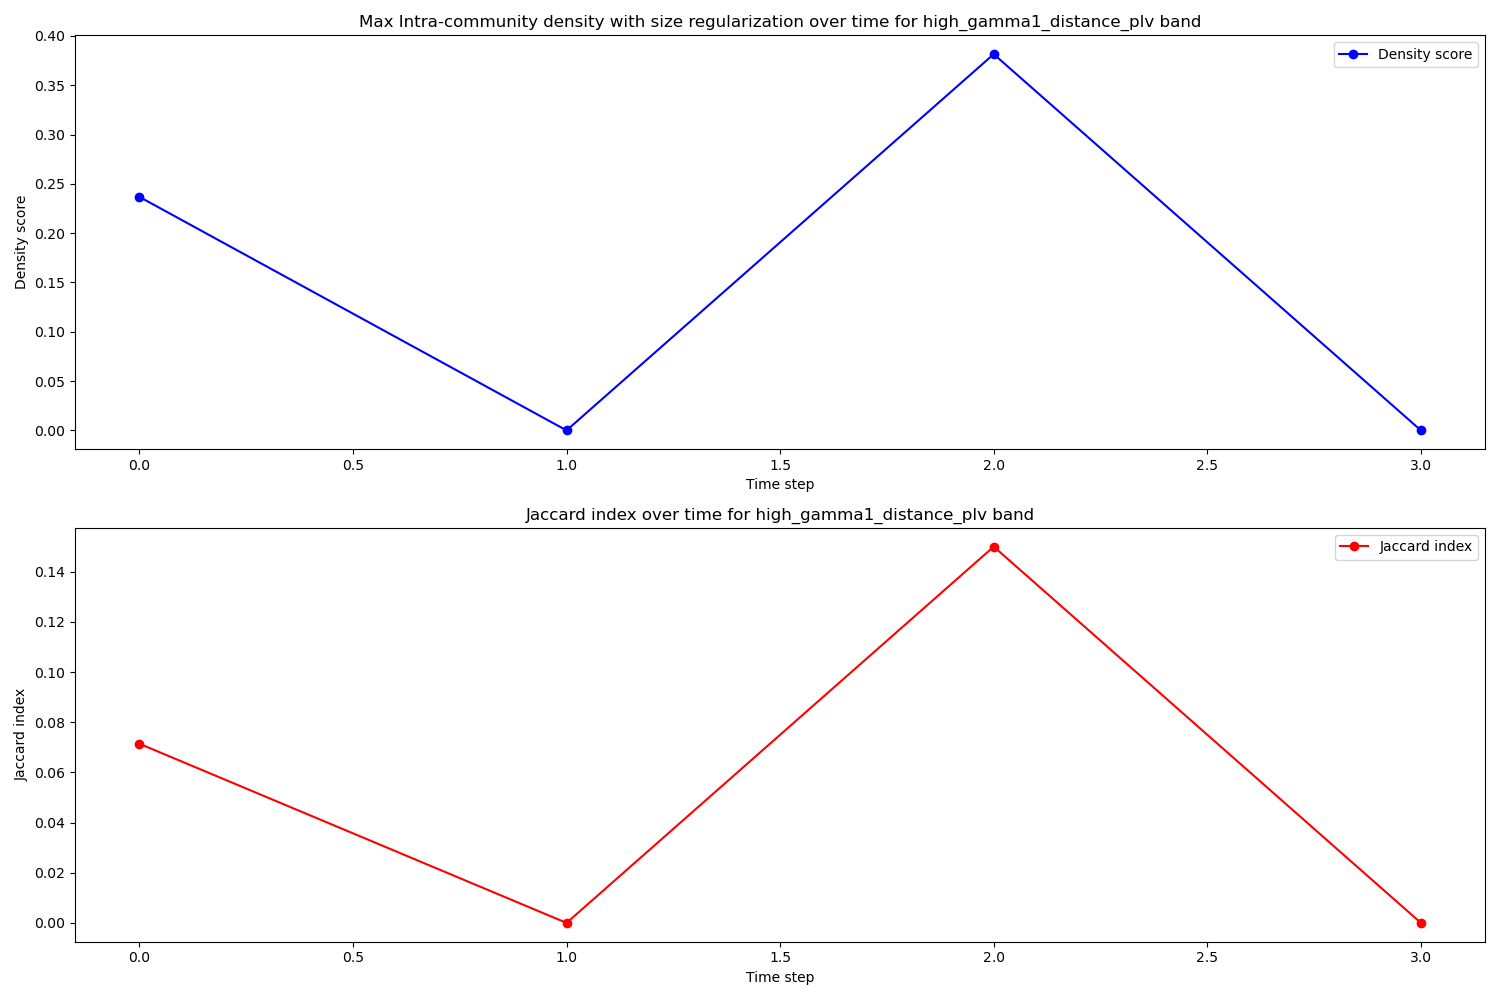 Max Intra-community density with size regularization over time for high_gamma1_distance_plv band
0.40
0.35
0.30
0.25
0.20
0.15
0.10
0.05
0.00
Density score
Density score
0.0 0.5 1.0 1.5 2.0 2.5 3.0
Time step
Jaccard index over time for high_gamma1_distance_plv band
0.14
0.12
0.10
0.08
0.06
0.04
0.02
0.00
Jaccard index
Jaccard index
0.0 0.5 1.0 1.5 2.0 2.5 3.0
Time step